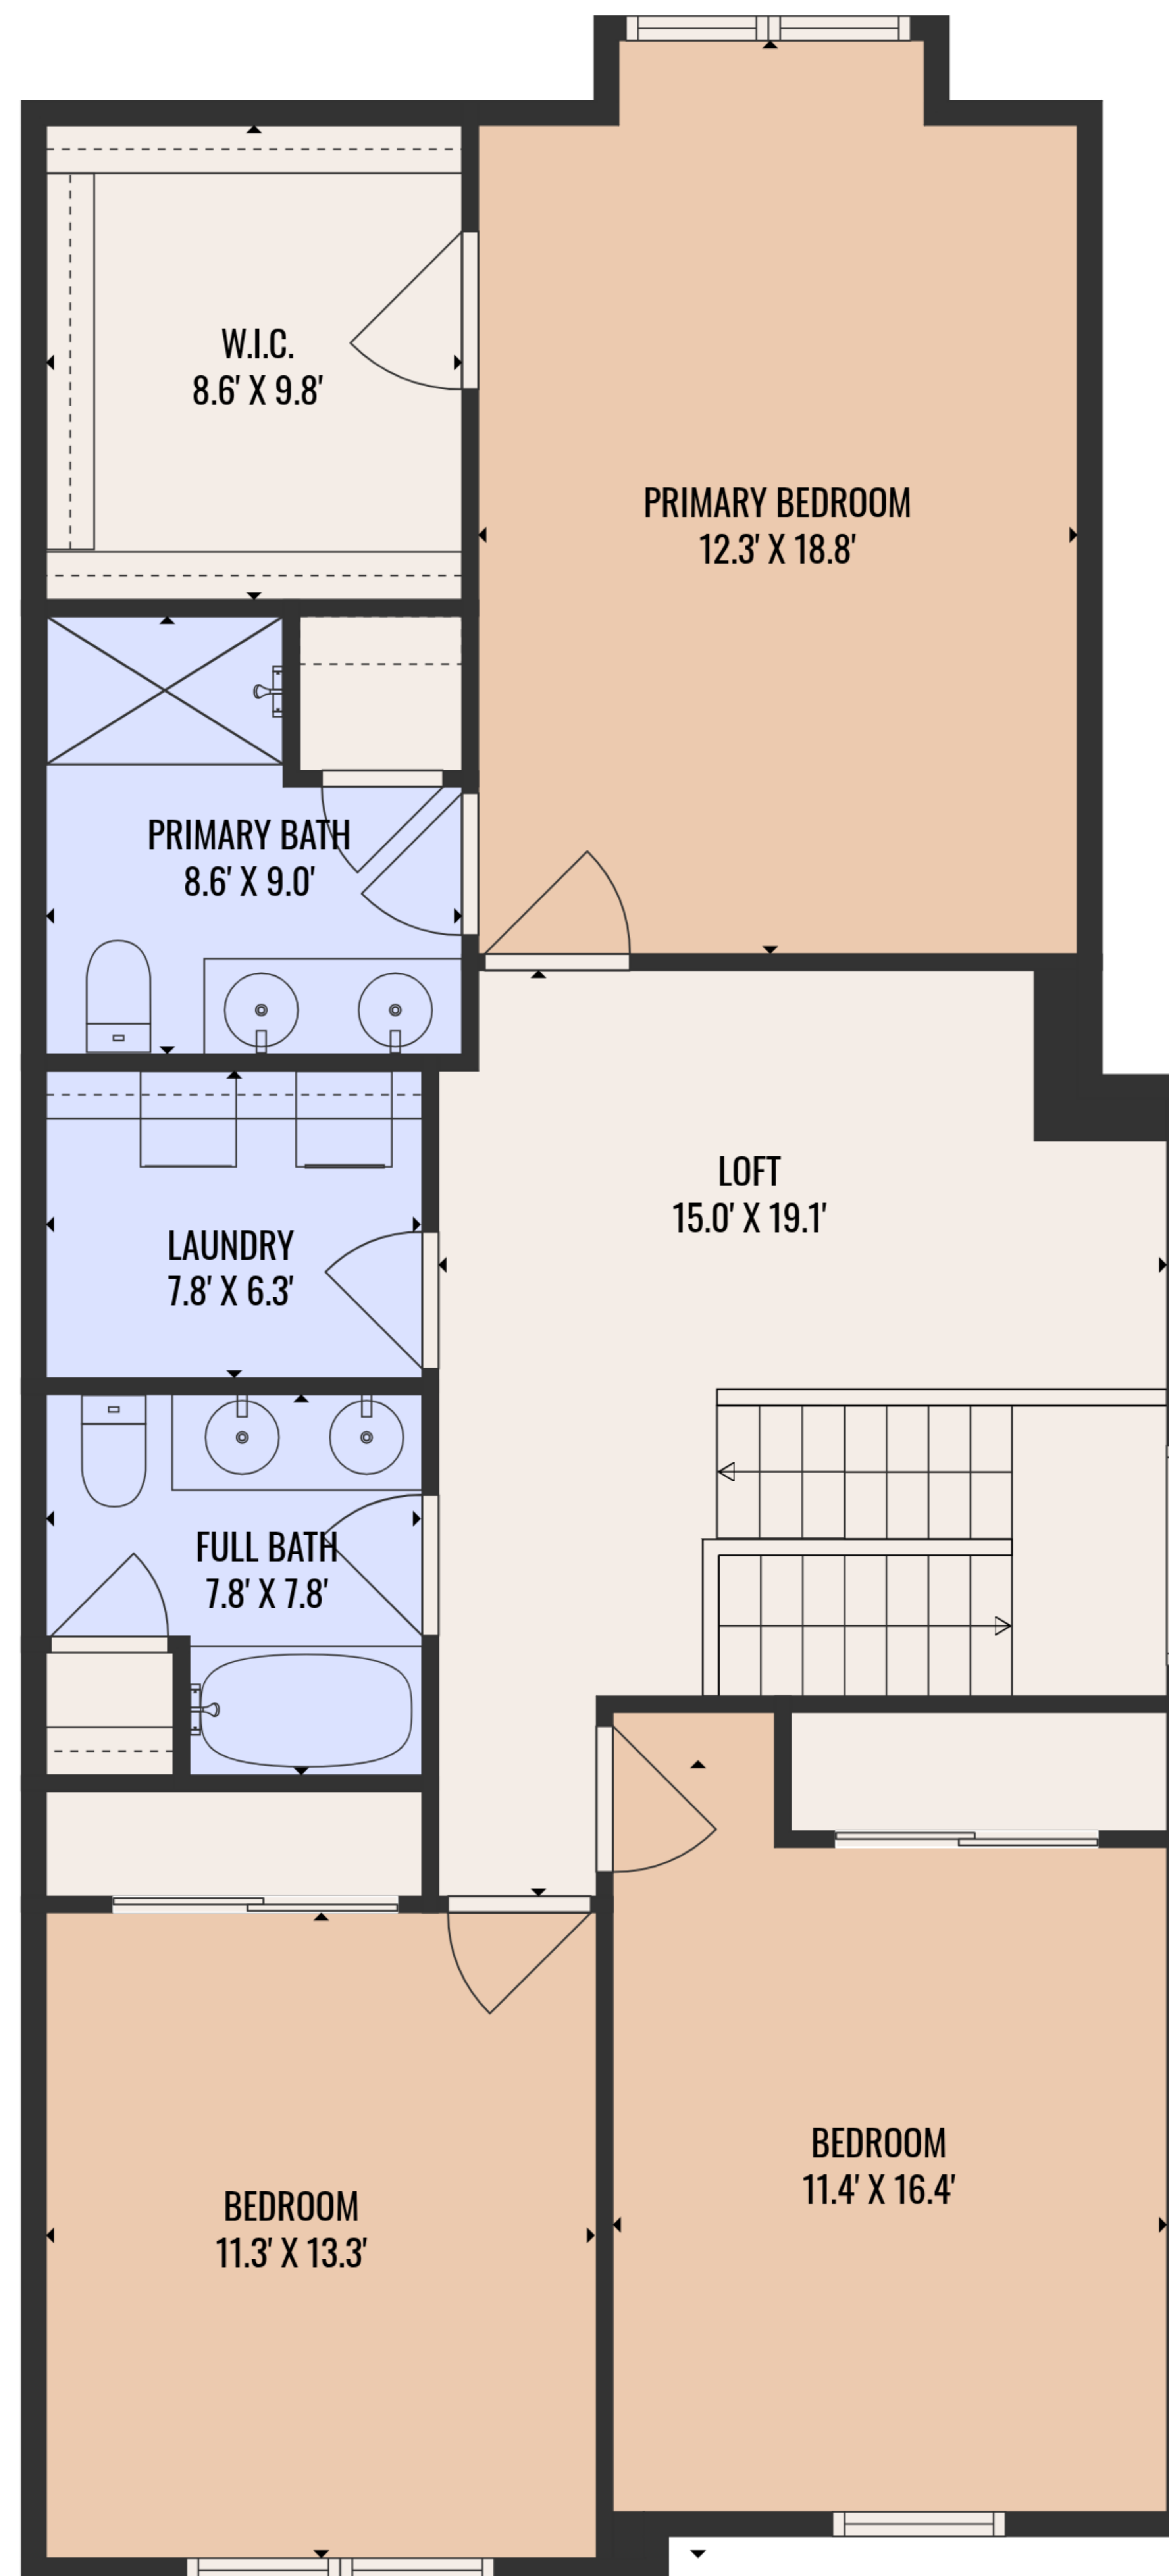 W.I.C.
8.6' X 9.8'
PRIMARY BEDROOM
12.3' X 18.8'
PRIMARY BATH
8.6' X 9.0'
LOFT
15.0' X 19.1'
LAUNDRY
7.8' X 6.3'
FULL BATH
7.8' X 7.8'
BEDROOM
11.4' X 16.4'
BEDROOM
11.3' X 13.3'